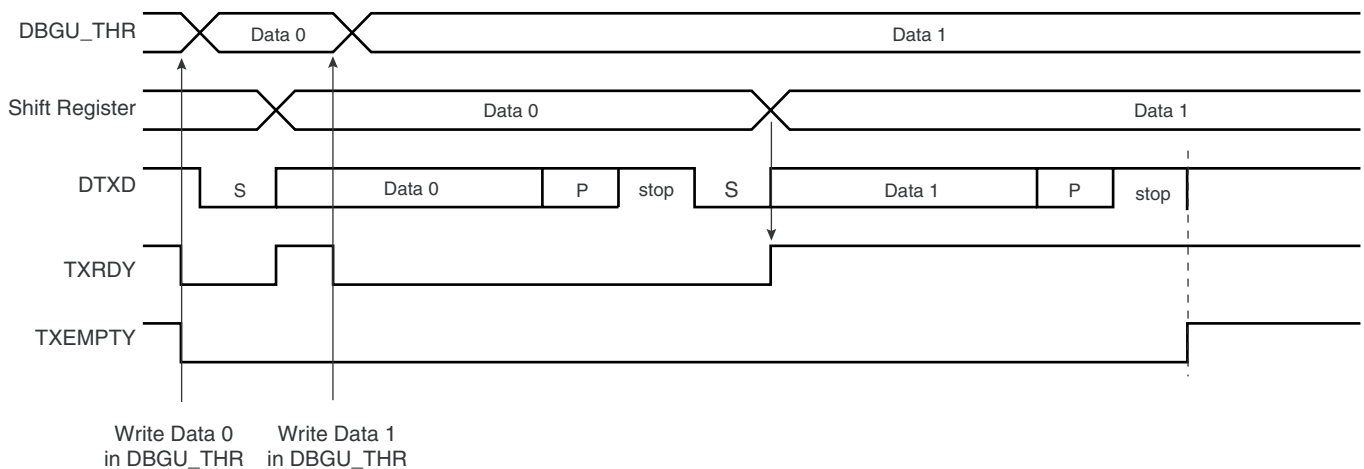 DBGU_THR Data 0 Data 1
Shift Register Data 0 Data 1
DTXD S Data 0 P stop S Data 1 P stop
TXRDY
TXEMPTY
Write Data 0
in DBGU_THR
Write Data 1
in DBGU_THR